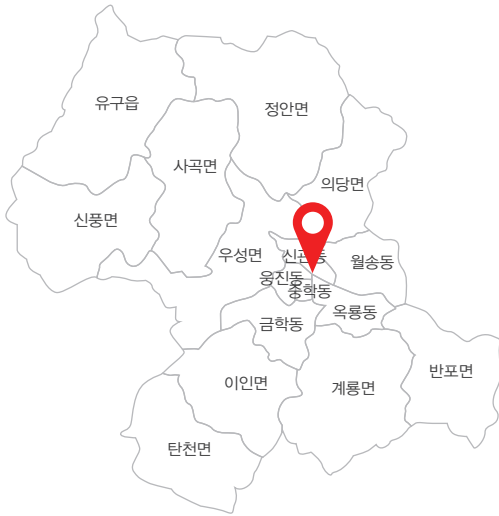 유구읍
정안면
사곡면
의당면
신풍면
우성면
신관동
월송동
웅진동
중학동
옥룡동
금학동
반포면
이인면
계룡면
탄천면